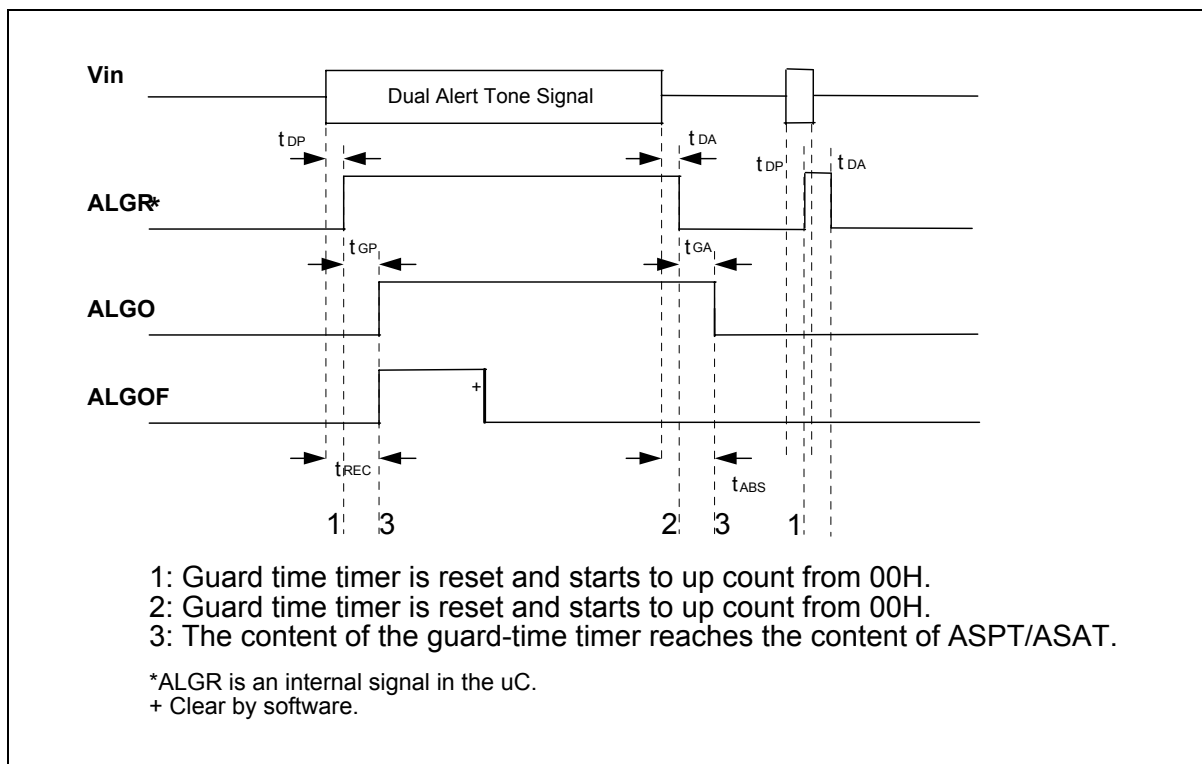 Vin
Dual Alert Tone Signal
tDP
tDA
tDP
tDA
ALGR*
tGP
tGA
ALGO
ALGOF
+
tREC
tABS
1
3
2
3
1
1: Guard time timer is reset and starts to up count from 00H.
2: Guard time timer is reset and starts to up count from 00H.
3: The content of the guard-time timer reaches the content of ASPT/ASAT.
*ALGR is an internal signal in the uC.
+ Clear by software.